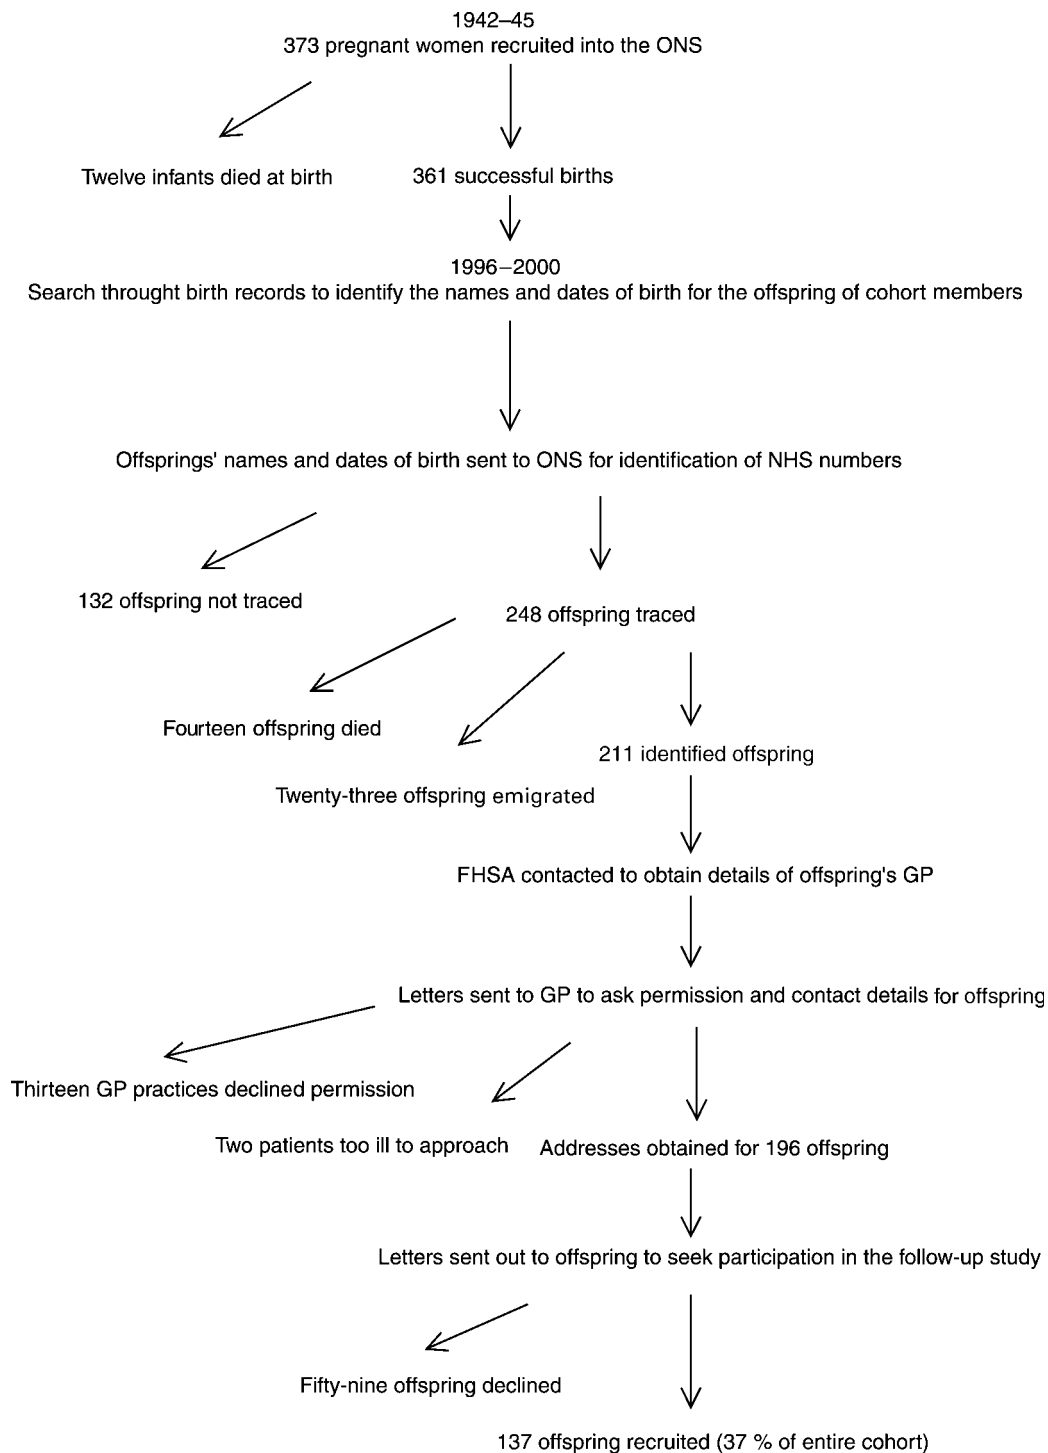 1942–45
373 pregnant women recruited into the ONS
Twelve infants died at birth
361 successful births
1996–2000
Search throught birth records to identify the names and dates of birth for the offspring of cohort members
Offsprings' names and dates of birth sent to ONS for identification of NHS numbers
132 offspring not traced
248 offspring traced
Fourteen offspring died
211 identified offspring
Twenty-three offspring emigrated
FHSA contacted to obtain details of offspring's GP
Letters sent to GP to ask permission and contact details for offspring
Thirteen GP practices declined permission
Two patients too ill to approach
Addresses obtained for 196 offspring
Letters sent out to offspring to seek participation in the follow-up study
Fifty-nine offspring declined
137 offspring recruited (37 % of entire cohort)